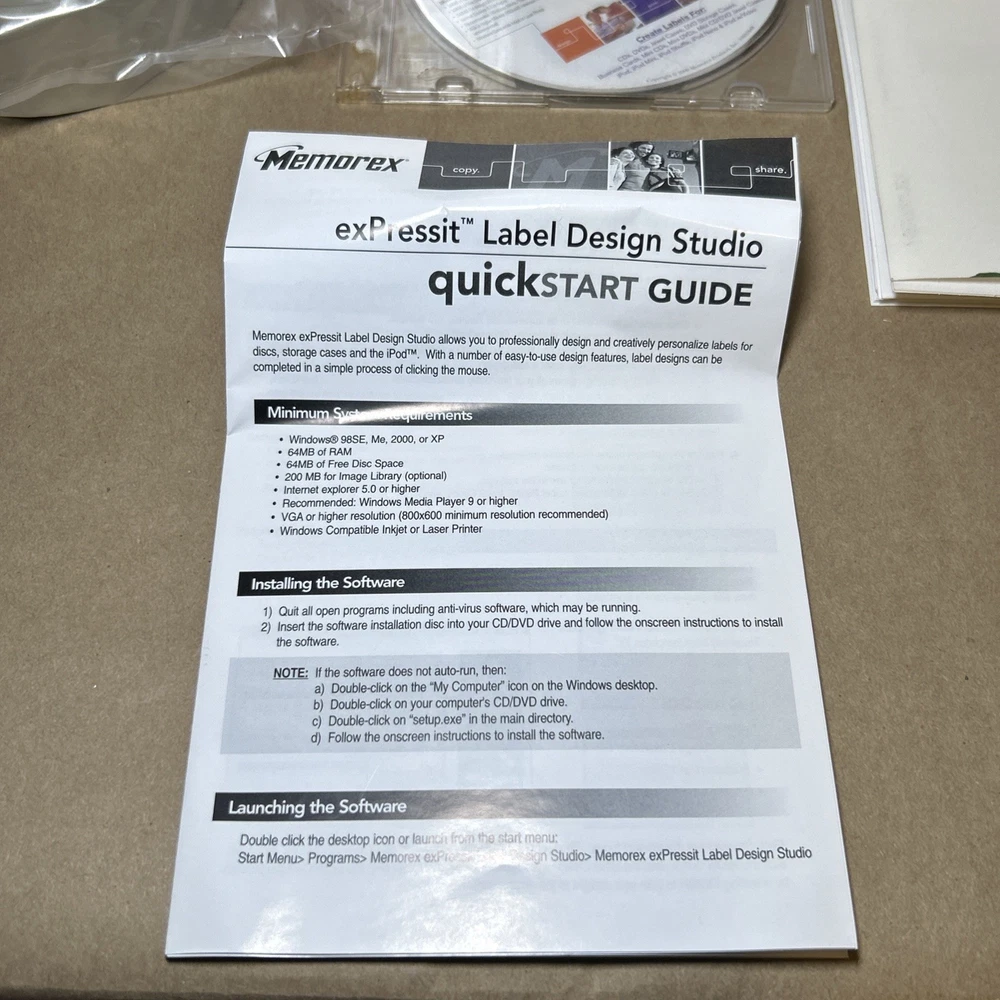 Create Labels For:
Memorex
copy.
share.
exPressit™ Label Design Studio
quickSTART GUIDE
Memorex exPressit Label Design Studio allows you to professionally design and creatively personalize labels for
discs, storage cases and the iPod™. With a number of easy-to-use design features, label designs can be
completed in a simple process of clicking the mouse.
Minimum System Requirements
• Windows® 98SE, Me, 2000, or XP
• 64MB of RAM
• 64MB of Free Disc Space
• 200 MB for Image Library (optional)
• Internet explorer 5.0 or higher
• Recommended: Windows Media Player 9 or higher
• VGA or higher resolution (800x600 minimum resolution recommended)
• Windows Compatible Inkjet or Laser Printer
Installing the Software
1) Quit all open programs including anti-virus software, which may be running.
2) Insert the software installation disc into your CD/DVD drive and follow the onscreen instructions to install
the software.
NOTE: If the software does not auto-run, then:
a) Double-click on the "My Computer" icon on the Windows desktop.
b) Double-click on your computer's CD/DVD drive.
c) Double-click on "setup.exe" in the main directory.
d) Follow the onscreen instructions to install the software.
Launching the Software
Double click the desktop icon or launch from the start menu:
Start Menu> Programs> Memorex exPressit Label Design Studio> Memorex exPressit Label Design Studio